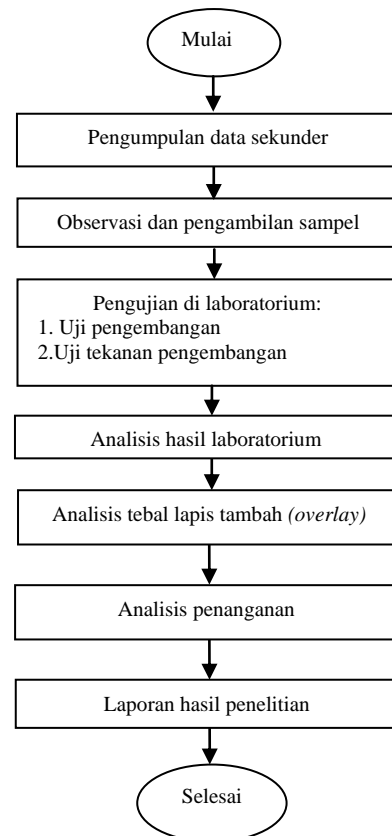 Mulai
Pengumpulan data sekunder
Observasi dan pengambilan sampel
Pengujian di laboratorium:
1. Uji pengembangan
2.Uji tekanan pengembangan
Analisis hasil laboratorium
Analisis tebal lapis tambah (overlay)
Analisis penanganan
Laporan hasil penelitian
Selesai